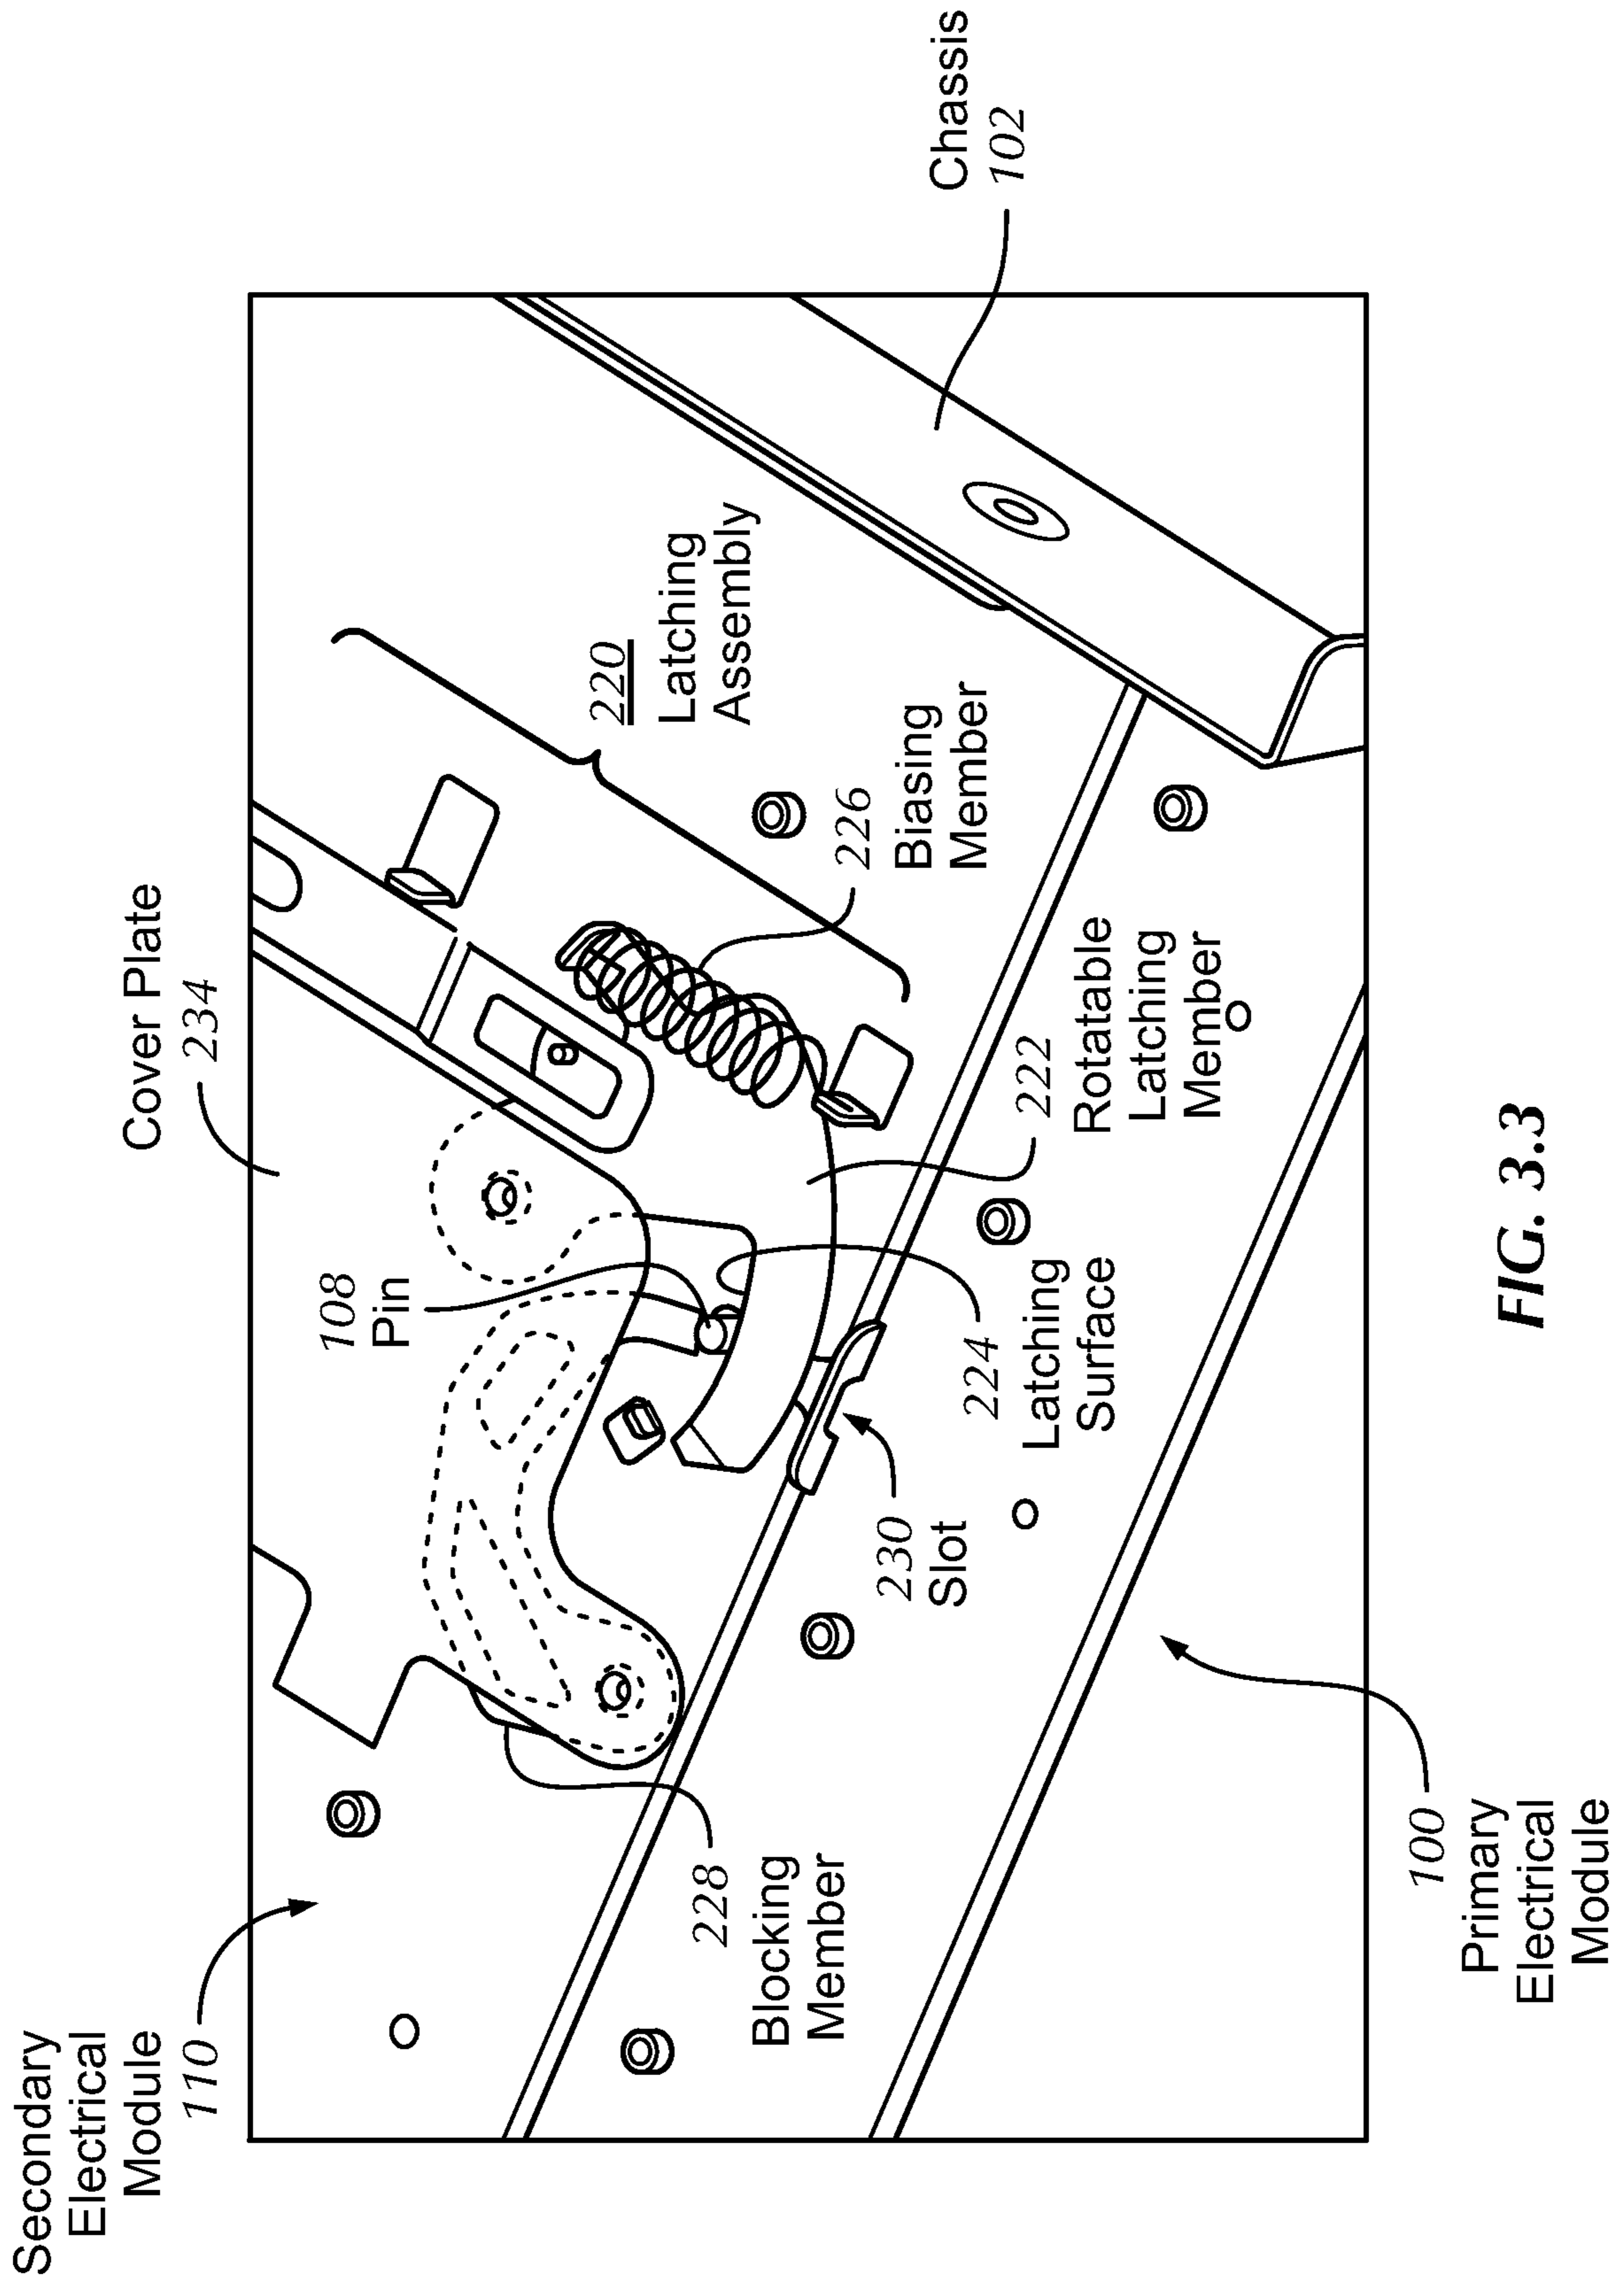 Secondary
Electrical
Module
110
Cover Plate
234
108
Pin
220
Latching
Assembly
Chassis
102
226
Biasing
Member
228
Blocking
Member
230
Slot
224
Latching
Surface
222
Rotatable
Latching
Member
100
Primary
Electrical
Module
FIG. 3.3